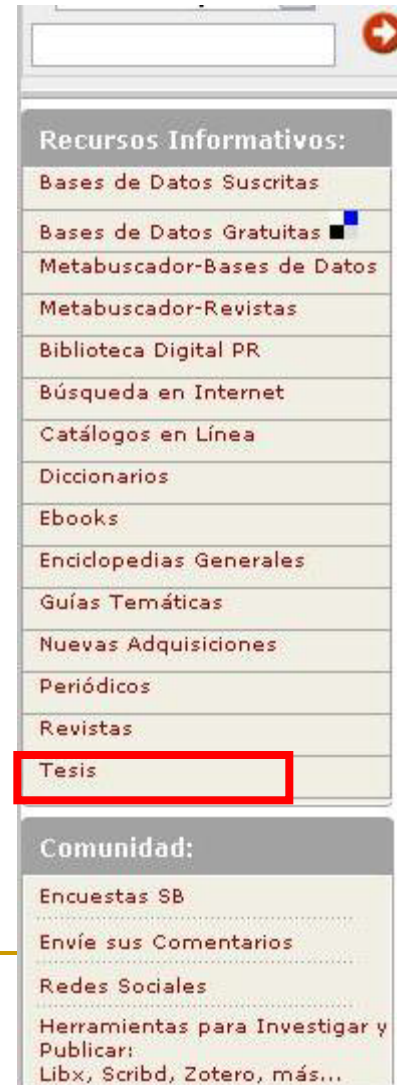 Recursos Informativos:
Bases de Datos Suscritas
Bases de Datos Gratuitas
Metabuscador-Bases de Datos
Metabuscador-Revistas
Biblioteca Digital PR
Búsqueda en Internet
Catálogos en Línea
Diccionarios
Ebooks
Enciclopedias Generales
Guías Temáticas
Nuevas Adquisiciones
Periódicos
Revistas
Tesis
Comunidad:
Encuestas SB
Envíe sus Comentarios
Redes Sociales
Herramientas para Investigar y
Publicar:
Libx, Scribd, Zotero, más...